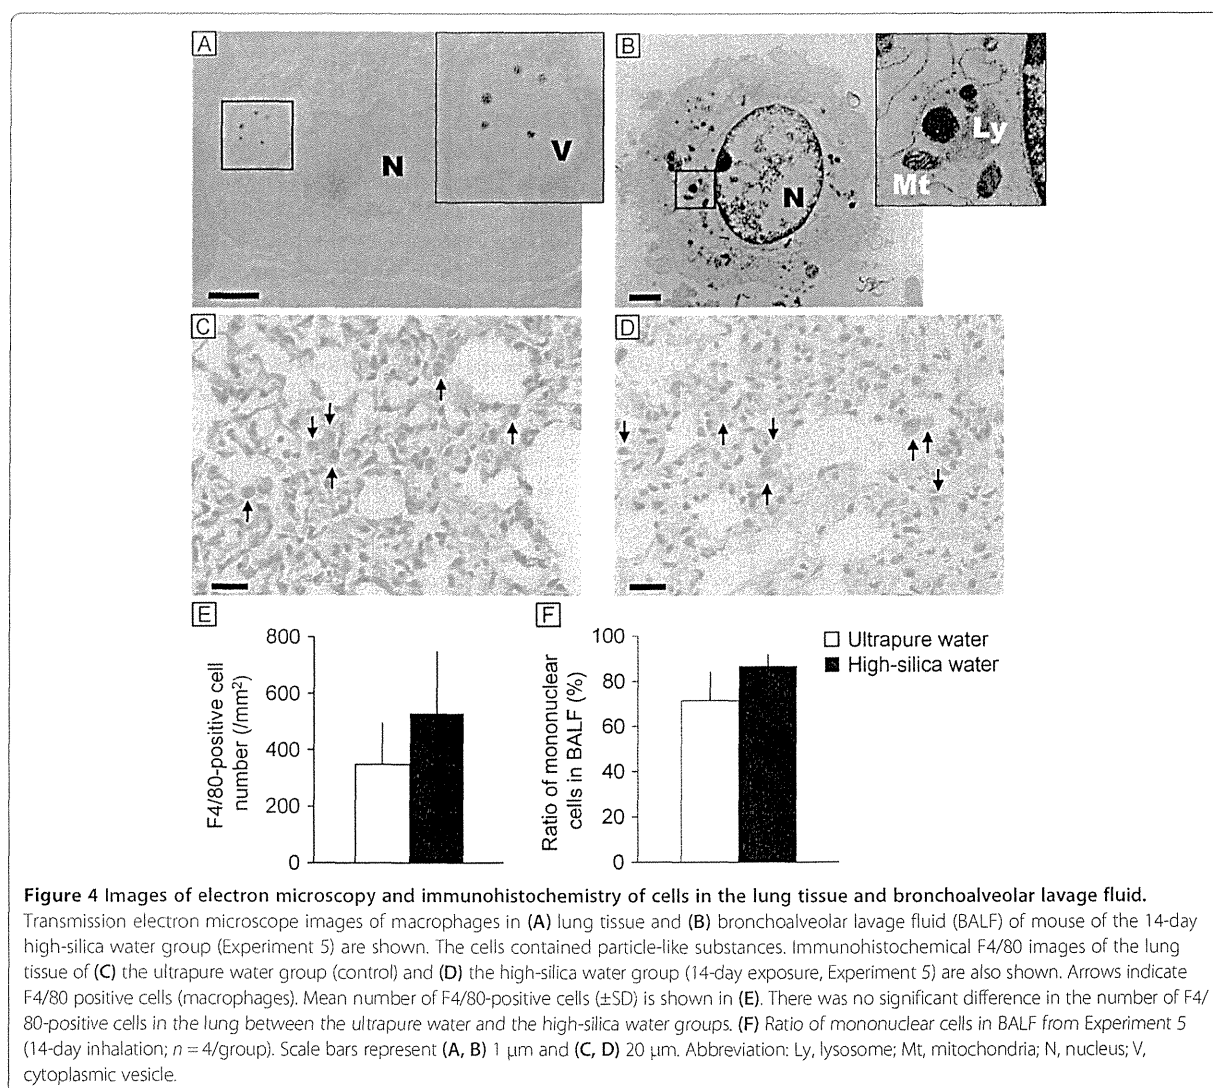 A
V
N
B
Ly
Mt
N
C
D
E
F4/80-positive cell
number (/mm²)
800
600
400
200
0
F
Ratio of mononuclear
cells in BALF (%)
100
80
60
40
20
0
Ultrapure water
High-silica water
Figure 4 Images of electron microscopy and immunohistochemistry of cells in the lung tissue and bronchoalveolar lavage fluid.
Transmission electron microscope images of macrophages in (A) lung tissue and (B) bronchoalveolar lavage fluid (BALF) of mouse of the 14-day
high-silica water group (Experiment 5) are shown. The cells contained particle-like substances. Immunohistochemical F4/80 images of the lung
tissue of (C) the ultrapure water group (control) and (D) the high-silica water group (14-day exposure, Experiment 5) are also shown. Arrows indicate
F4/80 positive cells (macrophages). Mean number of F4/80-positive cells (±SD) is shown in (E). There was no significant difference in the number of F4/
80-positive cells in the lung between the ultrapure water and the high-silica water groups. (F) Ratio of mononuclear cells in BALF from Experiment 5
(14-day inhalation; n = 4/group). Scale bars represent (A, B) 1 μm and (C, D) 20 μm. Abbreviation: Ly, lysosome; Mt, mitochondria; N, nucleus; V,
cytoplasmic vesicle.